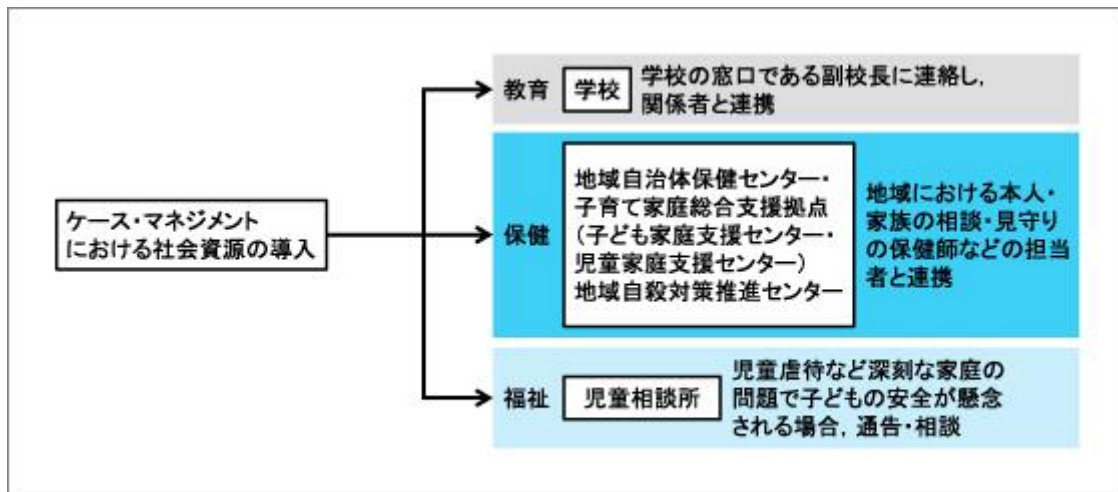 ケース・マネジメント
における社会資源の導入
教育
学校
学校の窓口である副校長に連絡し,
関係者と連携
保健
地域自治体保健センター・
子育て家庭総合支援拠点
(子ども家庭支援センター・
児童家庭支援センター)
地域自殺対策推進センター
地域における本人・
家族の相談・見守り
の保健師などの担当
者と連携
福祉
児童相談所
児童虐待など深刻な家庭の
問題で子どもの安全が懸念
される場合, 通告・相談